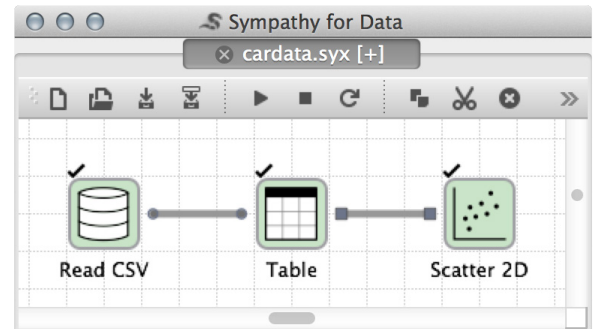 Sympathy for Data
cardata.syx [+]
Read CSV
Table
Scatter 2D